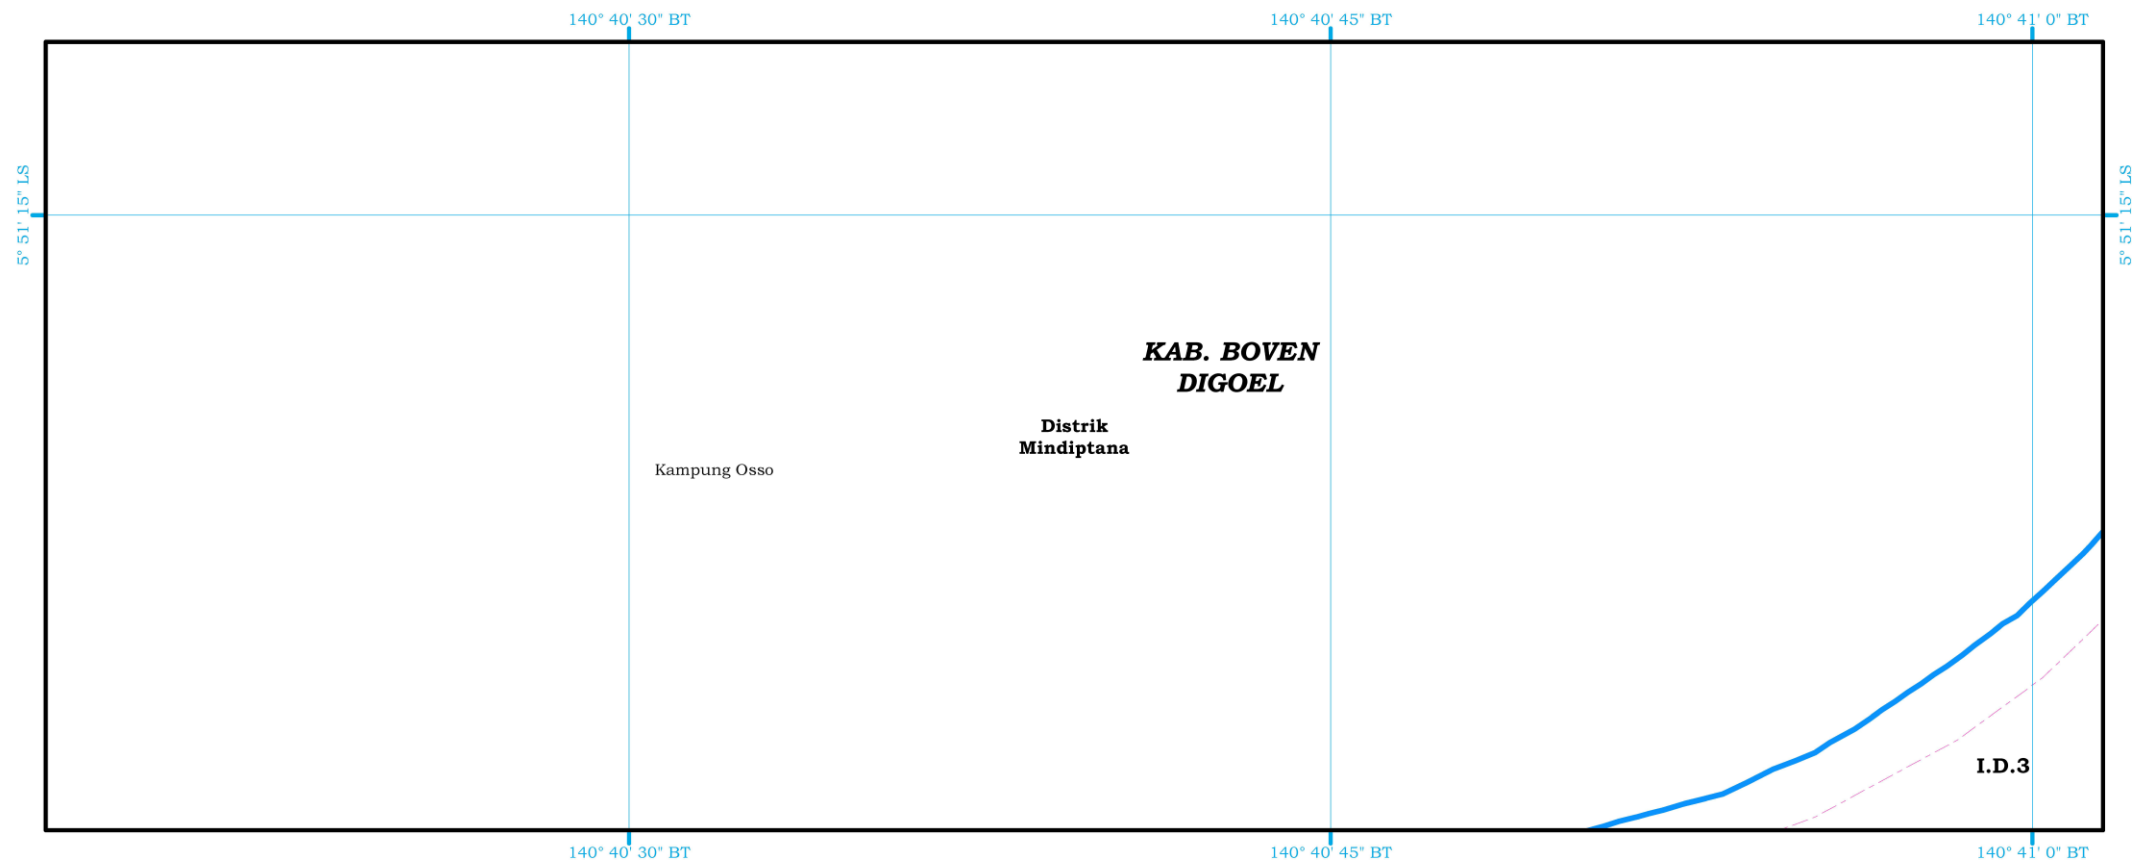 140° 40' 30" BT
140° 40' 45" BT
140° 41' 0" BT
5° 51' 15" LS
5° 51' 15" LS
KAB. BOVEN
DIGOEL
Distrik
Mindiptana
Kampung Osso
I.D.3
140° 40' 30" BT
140° 40' 45" BT
140° 41' 0" BT